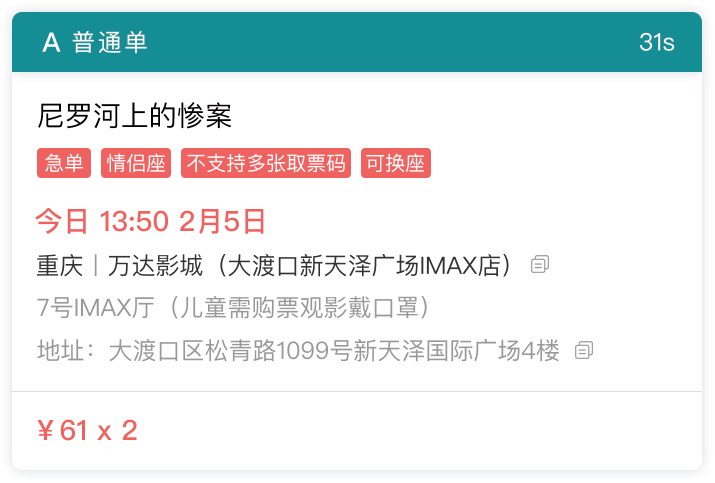 A 普通单 31s
尼罗河上的惨案
急单 情侣座 不支持多张取票码 可换座
今日 13:50 2月5日
重庆｜万达影城（大渡口新天泽广场IMAX店）
7号IMAX厅（儿童需购票观影戴口罩）
地址：大渡口区松青路1099号新天泽国际广场4楼
¥61 x 2